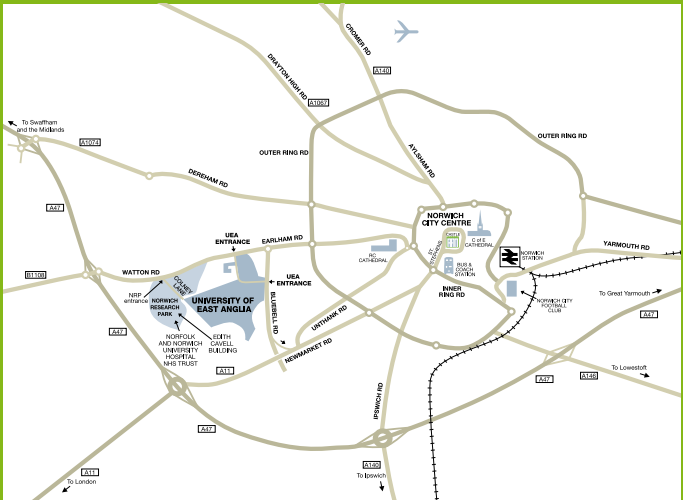 CROMER RD
A140
DRAYTON HIGH RD
A1067
To Swaffham
and the Midlands
A1074
OUTER RING RD
OUTER RING RD
AYLSHAM RD
DEREHAM RD
A47
NORWICH
CITY CENTRE
CASTLE
C of E
CATHEDRAL
ST. STEPHENS
UEA
ENTRANCE
EARLHAM RD
RC
CATHEDRAL
BUS &
COACH
STATION
NORWICH
STATION
YARMOUTH RD
B1108
WATTON RD
COLNEY
LANE
UEA
ENTRANCE
INNER
RING RD
NRP
entrance
NORWICH
RESEARCH
PARK
UNIVERSITY OF
EAST ANGLIA
BLUEBELL RD
UNTHANK RD
NORWICH CITY
FOOTBALL
CLUB
To Great Yarmouth
A47
A47
NORFOLK
AND NORWICH
UNIVERSITY
HOSPITAL
NHS TRUST
EDITH
CAVELL
BUILDING
NEWMARKET RD
A11
IPSWICH RD
A47
A146
To Lowestoft
A47
A11
To London
A140
To Ipswich